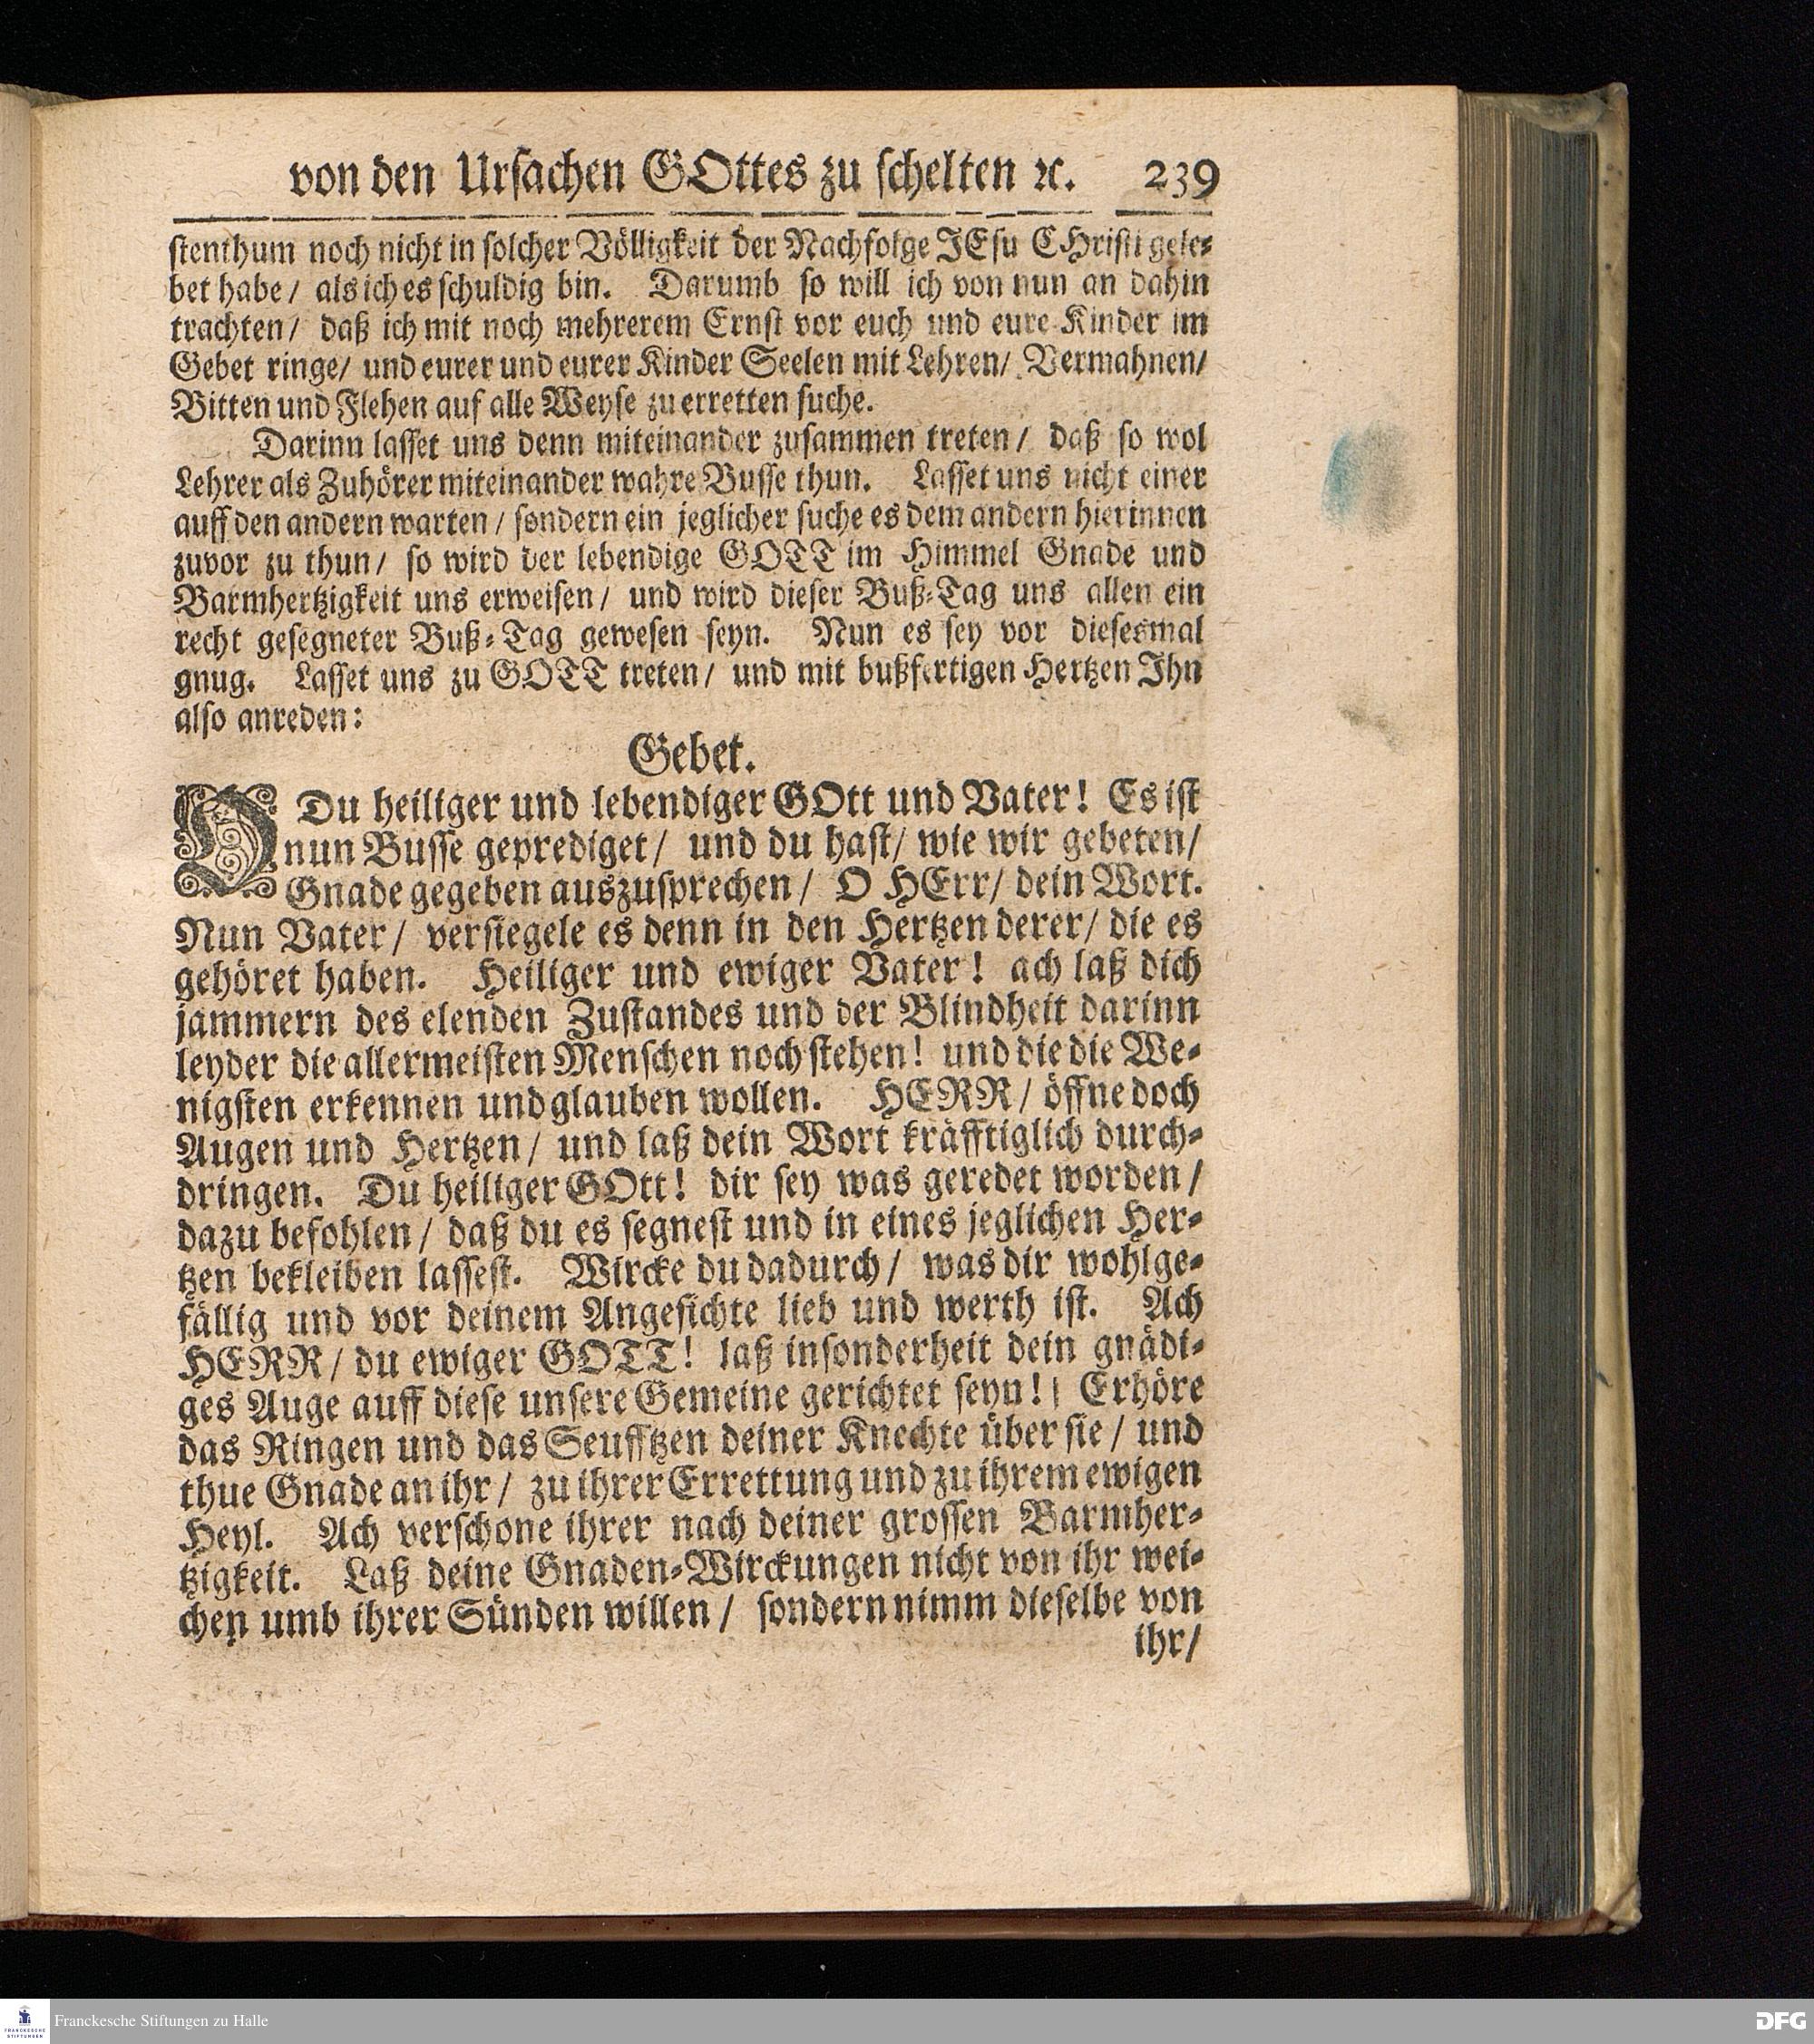 von den Ursachen GOttes zu schelten ꝛc. 239
stenthum noch nicht in solcher Völligkeit der Nachfolge JEsu CHristi gele-
bet habe / als ich es schuldig bin. Darumb so will ich von nun an dahin
trachten / daß ich mit noch mehrerem Ernst vor euch und eure Kinder im
Gebet ringe / und eurer und eurer Kinder Seelen mit Lehren / Vermahnen /
Bitten und Flehen auf alle Weyse zu erretten suche.
Darinn lasset uns denn miteinander zusammen treten / daß so wol
Lehrer als Zuhörer miteinander wahre Busse thun. Lasset uns nicht einer
auff den andern warten / sondern ein jeglicher suche es dem andern hierinnen
zuvor zu thun / so wird der lebendige GOTT im Himmel Gnade und
Barmhertzigkeit uns erweisen / und wird dieser Buß-Tag uns allen ein
recht gesegneter Buß-Tag gewesen seyn. Nun es sey vor diesesmal
gnug. Lasset uns zu GOTT treten / und mit bußfertigen Hertzen Ihn
also anreden:
Gebet.
O Du heiliger und lebendiger GOtt und Vater! Es ist
nun Busse geprediget / und du hast / wie wir gebeten /
Gnade gegeben auszusprechen / O HErr / dein Wort.
Nun Vater / versiegele es denn in den Hertzen derer / die es
gehöret haben. Heiliger und ewiger Vater! ach laß dich
jammern des elenden Zustandes und der Blindheit darinn
leyder die allermeisten Menschen noch stehen! und die die We-
nigsten erkennen und glauben wollen. HERR / öffne doch
Augen und Hertzen / und laß dein Wort kräfftiglich durch-
dringen. Du heiliger GOtt! dir sey was geredet worden /
dazu befohlen / daß du es segnest und in eines jeglichen Her-
tzen bekleiben lassest. Wircke du dadurch / was dir wohlge-
fällig und vor deinem Angesichte lieb und werth ist. Ach
HERR / du ewiger GOTT! laß insonderheit dein gnädi-
ges Auge auff diese unsere Gemeine gerichtet seyn! Erhöre
das Ringen und das Seufftzen deiner Knechte über sie / und
thue Gnade an ihr / zu ihrer Errettung und zu ihrem ewigen
Heyl. Ach verschone ihrer nach deiner grossen Barmher-
tzigkeit. Laß deine Gnaden-Wirckungen nicht von ihr wei-
chen umb ihrer Sünden willen / sondern nimm dieselbe von
ihr /
FRANCKESCHE STIFTUNGEN
Franckesche Stiftungen zu Halle
DFG